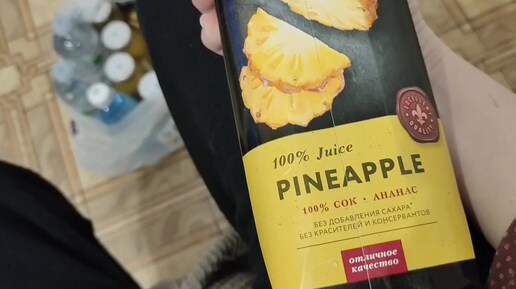 100% Juice
PINEAPPLE
100% СОК • АНАНАС
БЕЗ ДОБАВЛЕНИЯ САХАРА*
БЕЗ КРАСИТЕЛЕЙ И КОНСЕРВАНТОВ
отличное
качество